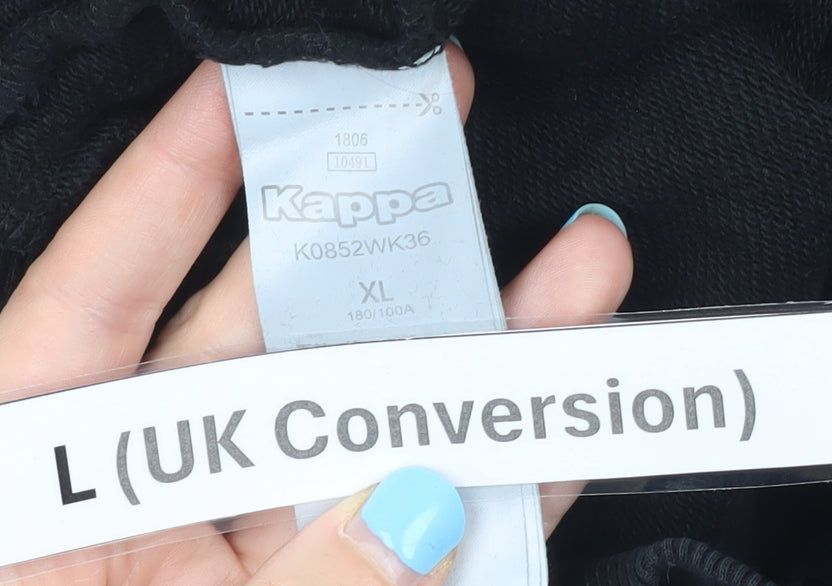 1806
10491
Kappa
K0852WK36
XL
180/100A
L (UK Conversion)